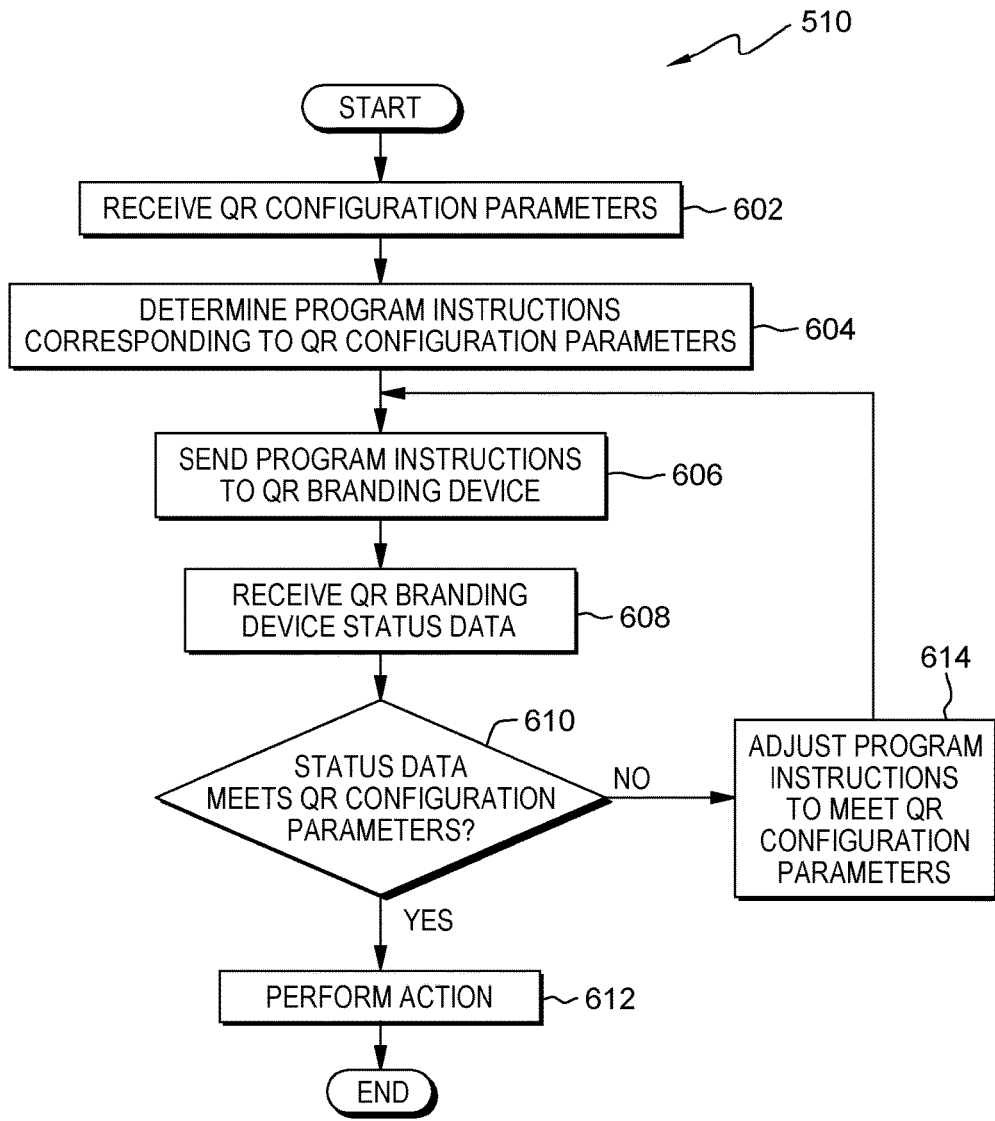 510
START
RECEIVE QR CONFIGURATION PARAMETERS
602
DETERMINE PROGRAM INSTRUCTIONS
CORRESPONDING TO QR CONFIGURATION PARAMETERS
604
SEND PROGRAM INSTRUCTIONS
TO QR BRANDING DEVICE
606
RECEIVE QR BRANDING
DEVICE STATUS DATA
608
610
STATUS DATA
MEETS QR CONFIGURATION
PARAMETERS?
NO
614
ADJUST PROGRAM
INSTRUCTIONS
TO MEET QR
CONFIGURATION
PARAMETERS
YES
PERFORM ACTION
612
END